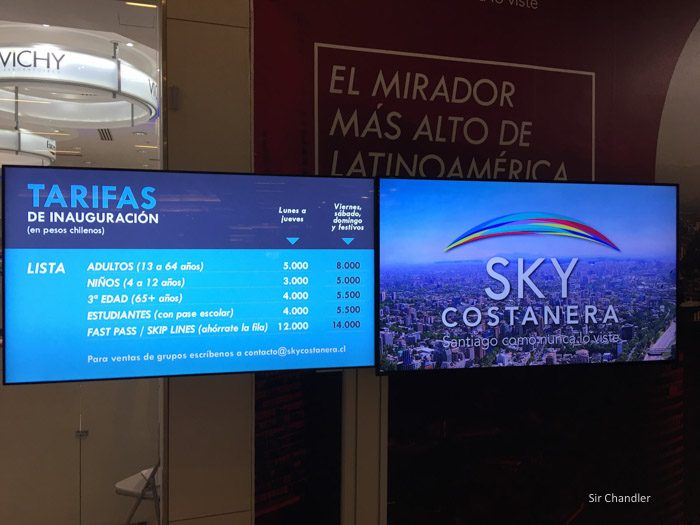 VICHY
lo viste
EL MIRADOR
MÁS ALTO DE
LATINOAMÉRICA
TARIFAS
DE INAUGURACIÓN
(en pesos chilenos)
Lunes a
jueves
Viernes,
sábado,
domingo
y festivos
LISTA
ADULTOS (13 a 64 años) 5.000 8.000
NIÑOS (4 a 12 años) 3.000 5.000
3ª EDAD (65+ años) 4.000 5.500
ESTUDIANTES (con pase escolar) 4.000 5.500
FAST PASS / SKIP LINES (ahórrate la fila) 12.000 14.000
Para ventas de grupos escríbenos a contacto@skycostanera.cl
SKY
COSTANERA
Santiago como nunca lo viste
Sir Chandler